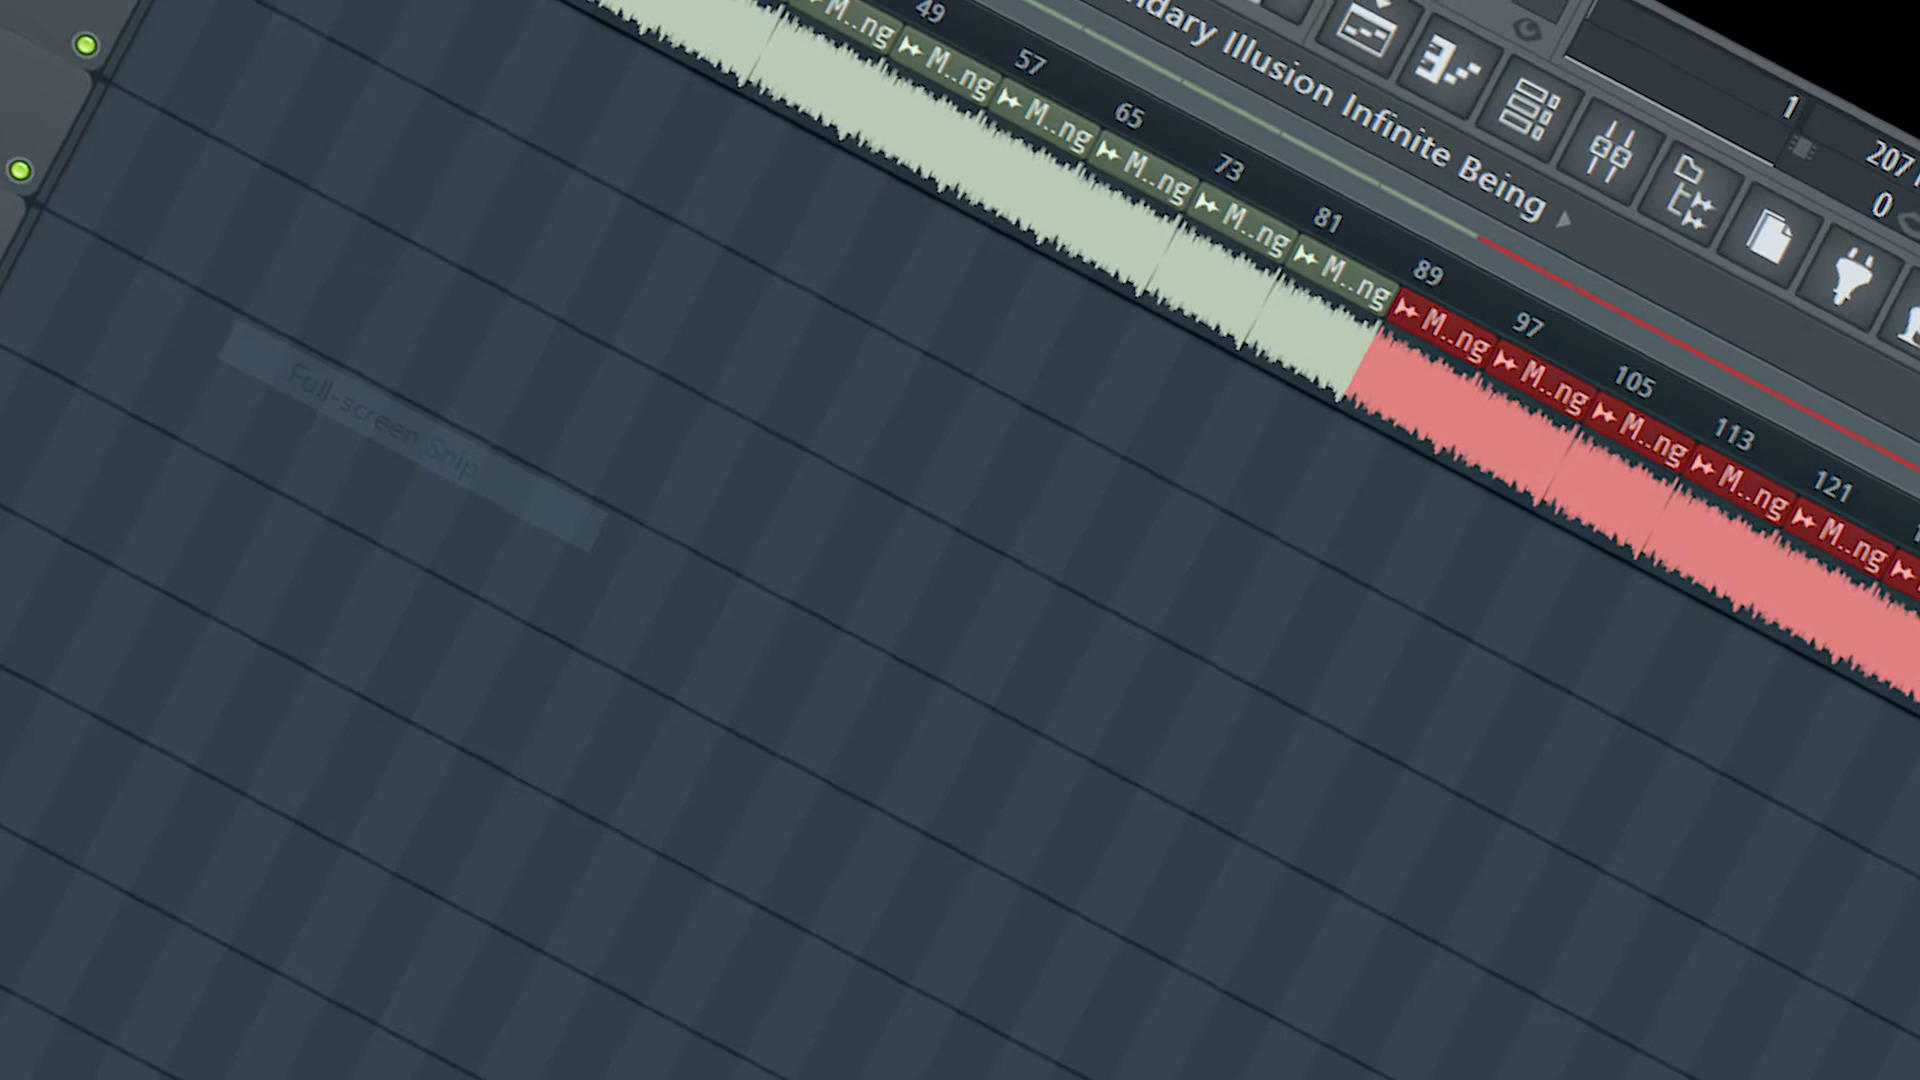 49
57
65
73
81
89
97
105
113
121
ndary Illusion Infinite Being
1
207
0
M..ng
M..ng
M..ng
M..ng
M..ng
M..ng
M..ng
M..ng
M..ng
M..ng
M..ng
Full-screen Snip